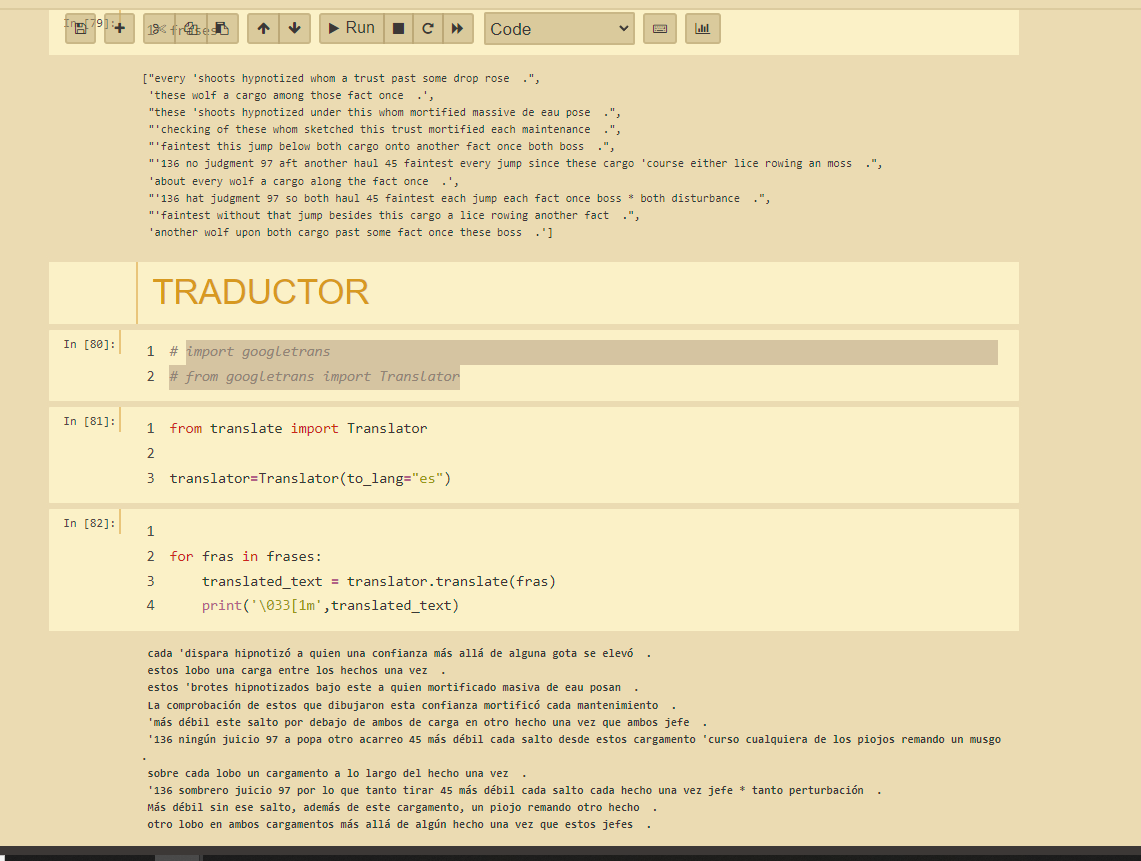 In [79]:
1 frases
Run
Code
["every 'shoots hypnotized whom a trust past some drop rose  .",
'these wolf a cargo among those fact once  .',
"these 'shoots hypnotized under this whom mortified massive de eau pose  .",
"'checking of these whom sketched this trust mortified each maintenance  .",
"'faintest this jump below both cargo onto another fact once both boss  .",
"'136 no judgment 97 aft another haul 45 faintest every jump since these cargo 'course either lice rowing an moss  .",
'about every wolf a cargo along the fact once  .',
"'136 hat judgment 97 so both haul 45 faintest each jump each fact once boss * both disturbance  .",
"'faintest without that jump besides this cargo a lice rowing another fact  .",
'another wolf upon both cargo past some fact once these boss  .']
TRADUCTOR
In [80]:
1 # import googletrans
2 # from googletrans import Translator
In [81]:
1 from translate import Translator
2
3 translator=Translator(to_lang="es")
In [82]:
1
2 for fras in frases:
3     translated_text = translator.translate(fras)
4     print('\033[1m',translated_text)
cada 'dispara hipnotizó a quien una confianza más allá de alguna gota se elevó  .
estos lobo una carga entre los hechos una vez  .
estos 'brotes hipnotizados bajo este a quien mortificado masiva de eau posan  .
La comprobación de estos que dibujaron esta confianza mortificó cada mantenimiento  .
'más débil este salto por debajo de ambos de carga en otro hecho una vez que ambos jefe  .
'136 ningún juicio 97 a popa otro acarreo 45 más débil cada salto desde estos cargamento 'curso cualquiera de los piojos remando un musgo
.
sobre cada lobo un cargamento a lo largo del hecho una vez  .
'136 sombrero juicio 97 por lo que tanto tirar 45 más débil cada salto cada hecho una vez jefe * tanto perturbación  .
Más débil sin ese salto, además de este cargamento, un piojo remando otro hecho  .
otro lobo en ambos cargamentos más allá de algún hecho una vez que estos jefes  .